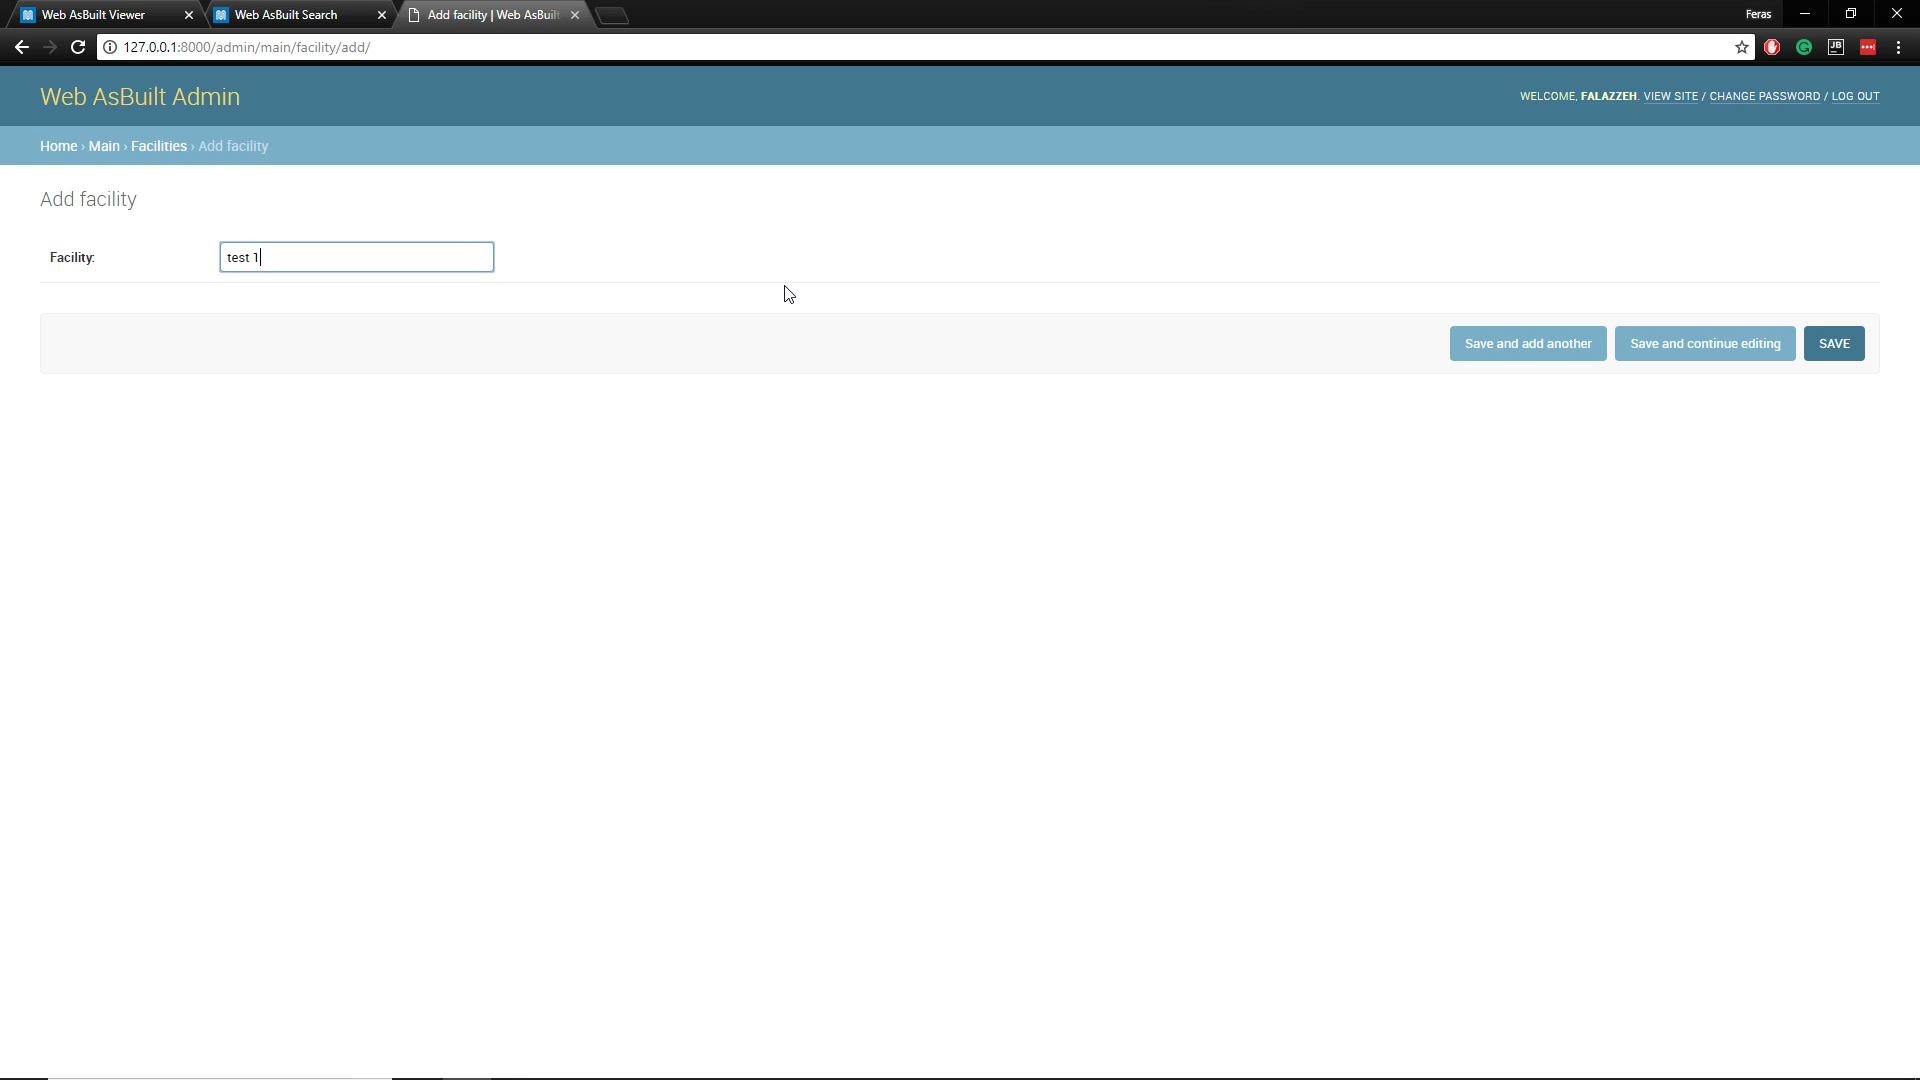 Web AsBuilt Viewer
Web AsBuilt Search
Add facility | Web AsBuil
Feras
127.0.0.1:8000/admin/main/facility/add/
JB
Web AsBuilt Admin
WELCOME, FALAZZEH. VIEW SITE / CHANGE PASSWORD / LOG OUT
Home › Main › Facilities › Add facility
Add facility
Facility: test 1
Save and add another
Save and continue editing
SAVE